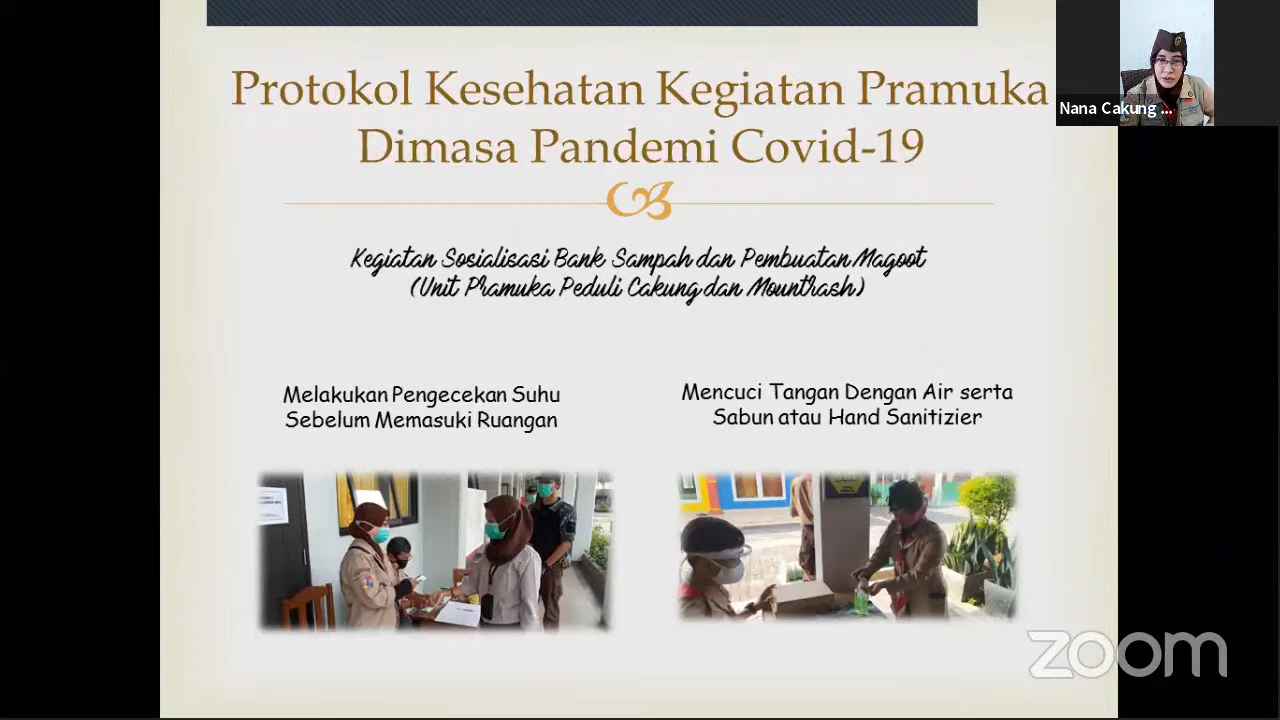 Protokol Kesehatan Kegiatan Pramuka
Dimasa Pandemi Covid-19
Kegiatan Sosialisasi Bank Sampah dan Pembuatan Magoot
(Unit Pramuka Peduli Cakung dan Mountrash)
Melakukan Pengecekan Suhu
Sebelum Memasuki Ruangan
Mencuci Tangan Dengan Air serta
Sabun atau Hand Sanitizier
Nana Cakung ...
zoom